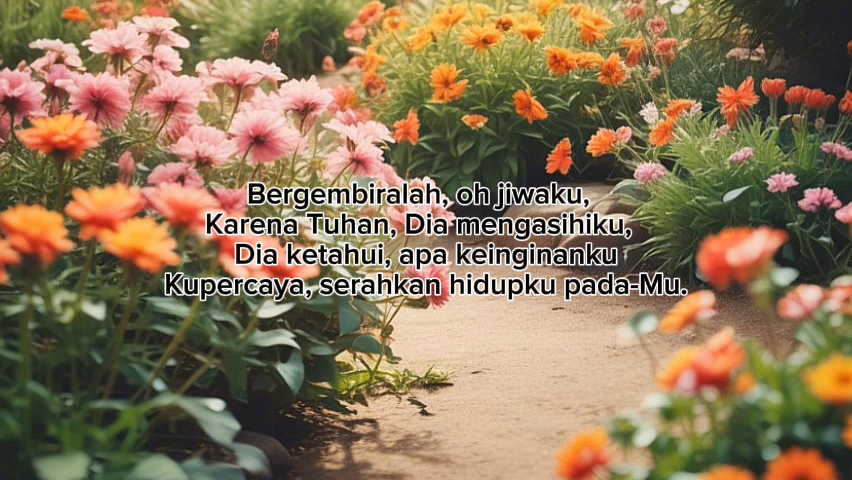 Bergembiralah, oh jiwaku,
Karena Tuhan, Dia mengasihiku,
Dia ketahui, apa keinginanku
Kupercaya, serahkan hidupku pada-Mu.